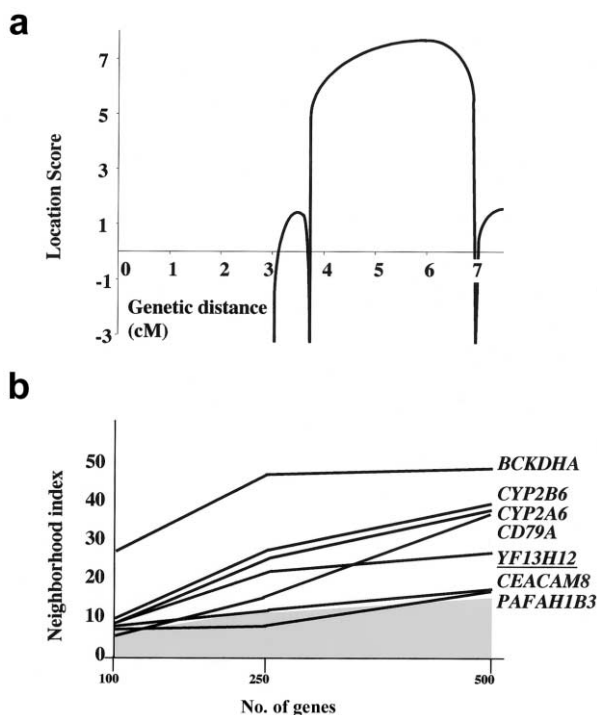 a
7
5
3
1
-1
-3
Location Score
0 1 2 3 4 5 6 7
Genetic distance
(cM)
b
50
40
30
20
10
0
Neighborhood index
BCKDHA
CYP2B6
CYP2A6
CD79A
YF13H12
CEACAM8
PAFAH1B3
100 250 500
No. of genes